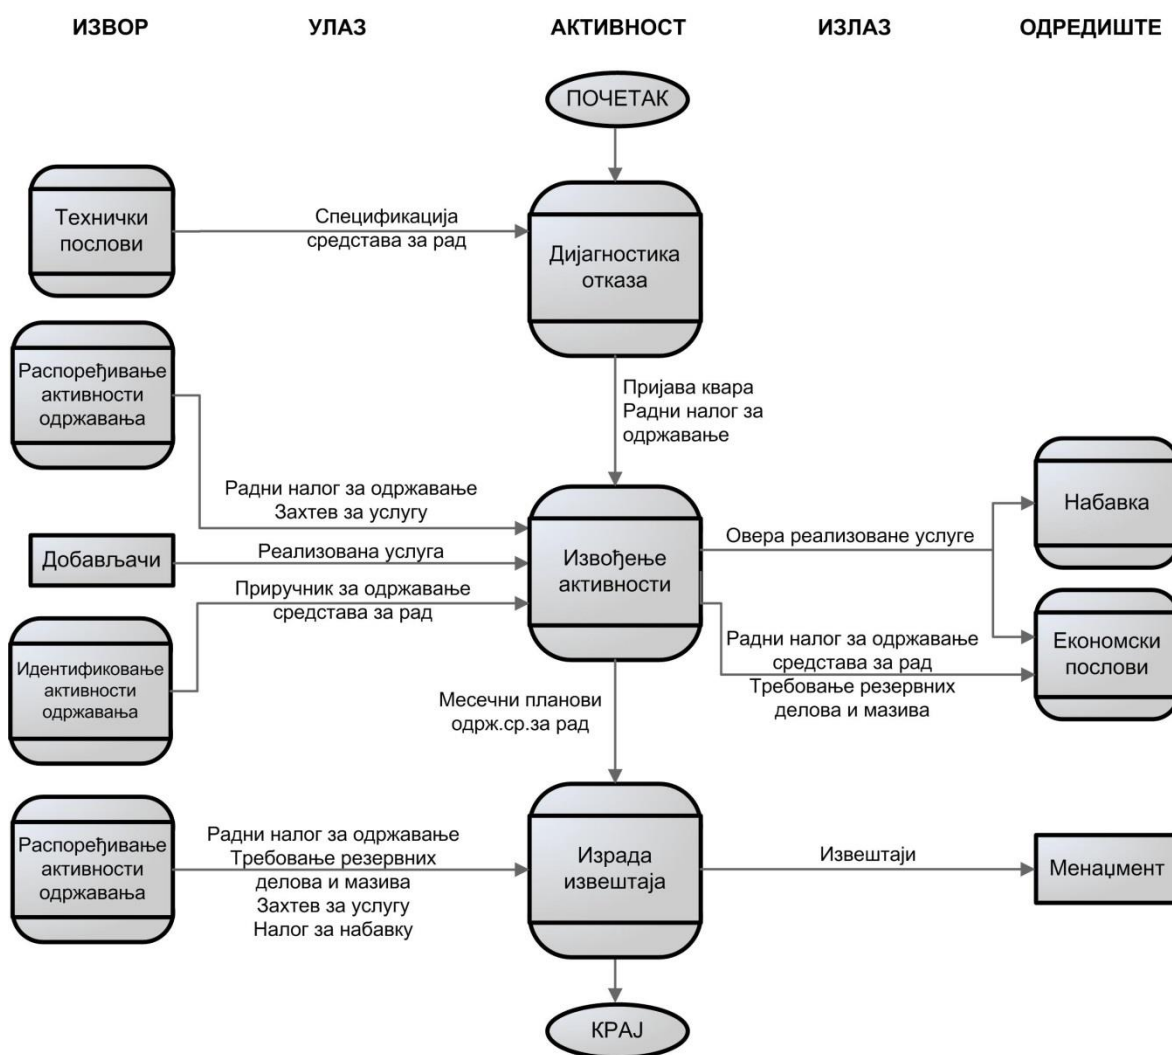 ИЗВОР
УЛАЗ
АКТИВНОСТ
ИЗЛАЗ
ОДРЕДИШТЕ
ПОЧЕТАК
Технички
послови
Спецификација
средстава за рад
Дијагностика
отказа
Распоређивање
активности
одржавања
Пријава квара
Радни налог за
одржавање
Радни налог за одржавање
Захтев за услугу
Добављачи
Реализована услуга
Извођење
активности
Овера реализоване услуге
Набавка
Приручник за одржавање
средстава за рад
Идентификовање
активности
одржавања
Радни налог за одржавање
средстава за рад
Требовање резервних
делова и мазива
Економски
послови
Месечни планови
одрж.ср.за рад
Распоређивање
активности
одржавања
Радни налог за одржавање
Требовање резервних
делова и мазива
Захтев за услугу
Налог за набавку
Израда
извештаја
Извештаји
Менаџмент
КРАЈ